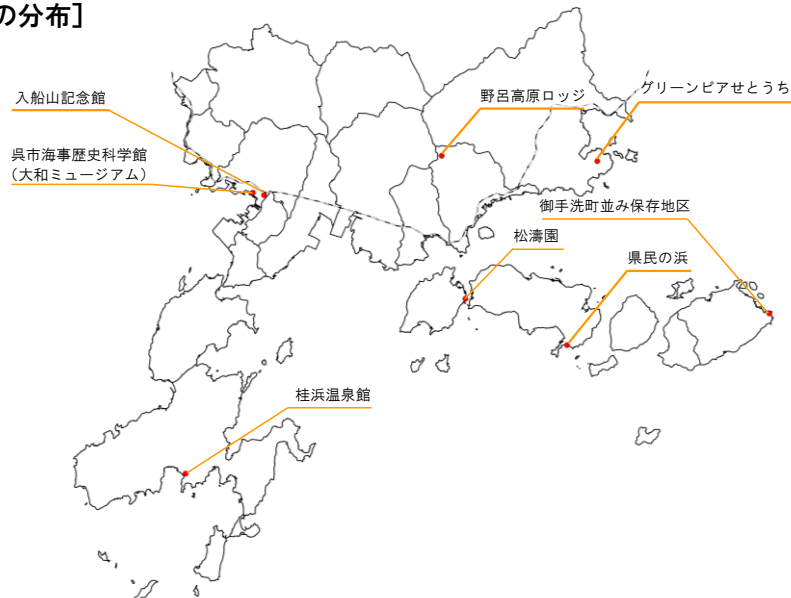 の分布]
入船山記念館
野呂高原ロッジ
グリーンピアせとうち
呉市海事歴史科学館
（大和ミュージアム）
御手洗町並み保存地区
松濤園
県民の浜
桂浜温泉館